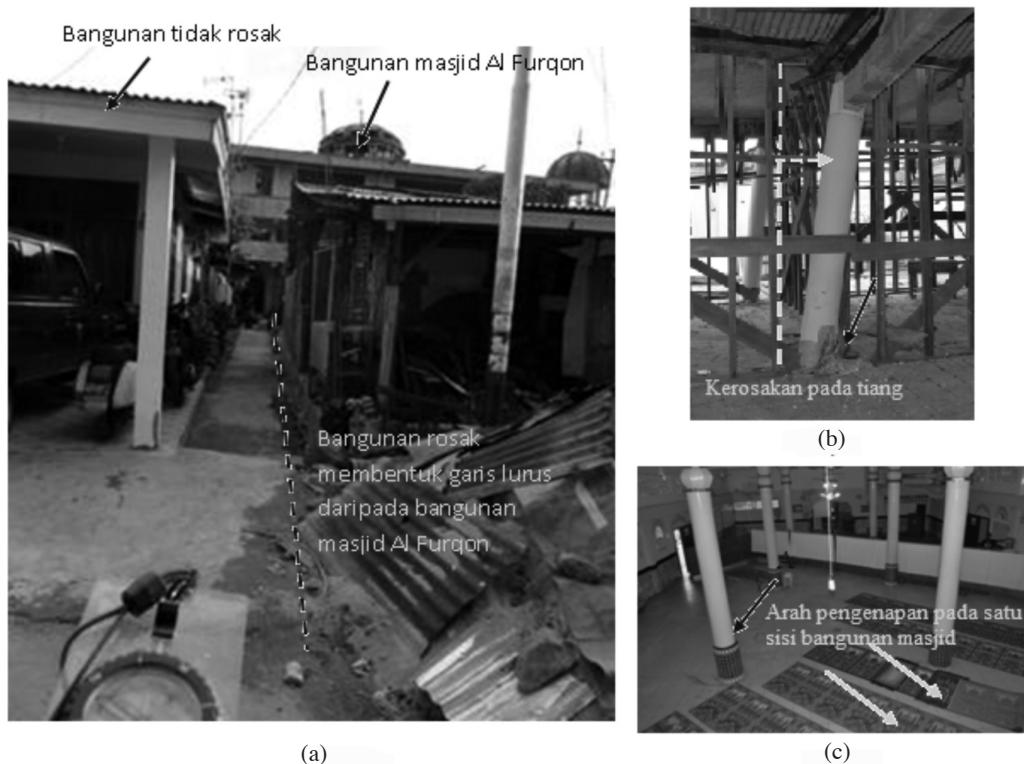 Bangunan tidak rosak
Bangunan masjid Al Furqon
Bangunan rosak
membentuk garis lurus
daripada bangunan
masjid Al Furqon
(a)
Kerosakan pada tiang
(b)
Arah pengenapan pada satu
sisi bangunan masjid
(c)